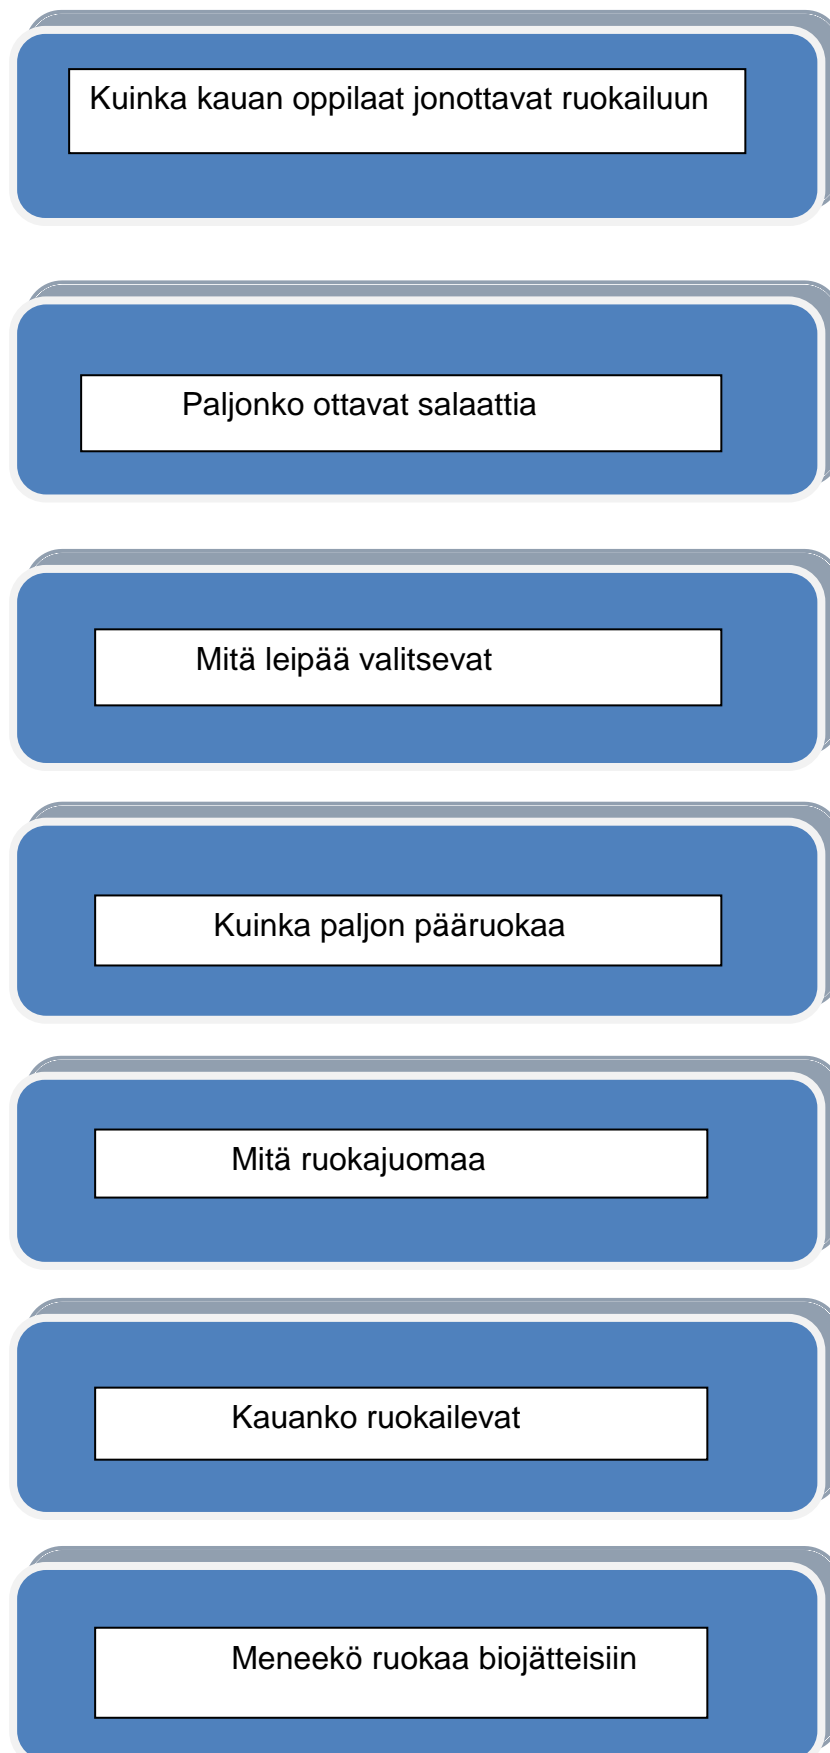 Kuinka kauan oppilaat jonottavat ruokailuun
Paljonko ottavat salaattia
Mitä leipää valitsevat
Kuinka paljon pääruokaa
Mitä ruokajuomaa
Kauanko ruokailevat
Meneekö ruokaa biojätteisiin